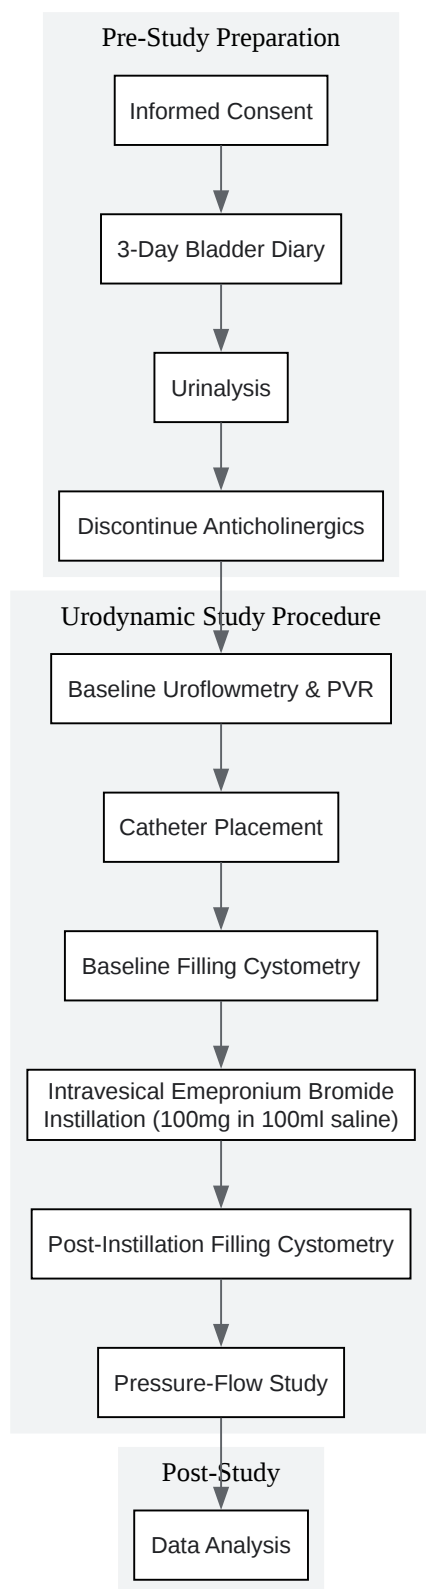 Pre-Study Preparation
Informed Consent
3-Day Bladder Diary
Urinalysis
Discontinue Anticholinergics
Urodynamic Study Procedure
Baseline Uroflowmetry & PVR
Catheter Placement
Baseline Filling Cystometry
Intravesical Emepronium Bromide
Instillation (100mg in 100ml saline)
Post-Instillation Filling Cystometry
Pressure-Flow Study
Post-Study
Data Analysis